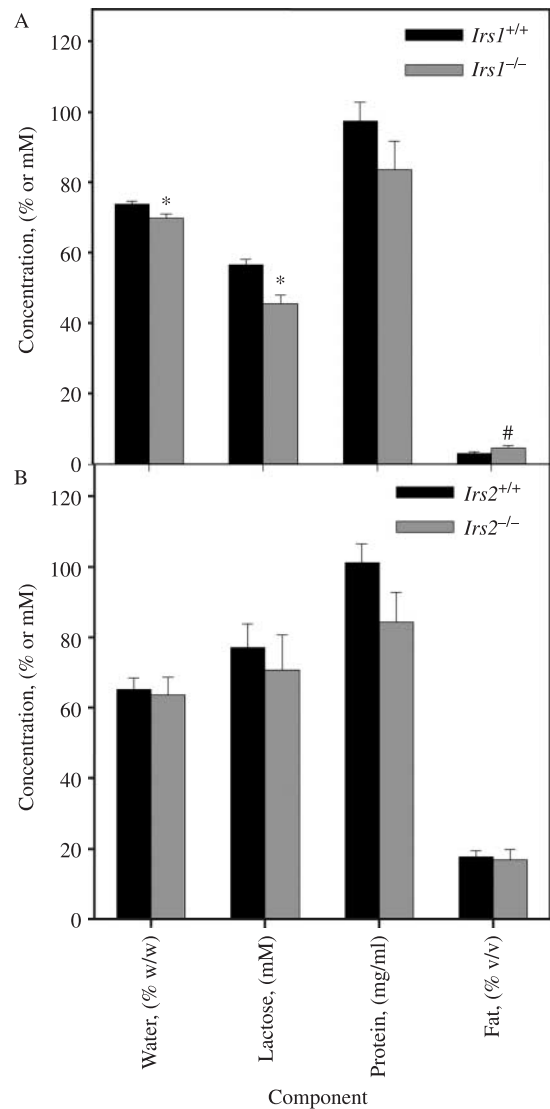 A
Irs1+/+
Irs1−/−
Concentration, (% or mM)
120
100
80
60
40
20
0
*
*
#
B
Irs2+/+
Irs2−/−
Concentration, (% or mM)
120
100
80
60
40
20
0
Water, (% w/w)
Lactose, (mM)
Protein, (mg/ml)
Fat, (% v/v)
Component